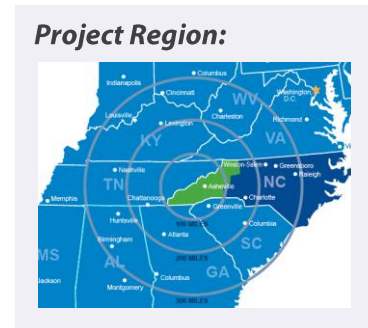 Project Region:
Columbus
Indianapolis
Cincinnati
Washington,
D.C.
WV
Louisville
Lexington
Charleston
Richmond
KY
VA
Winston-Salem
Greensboro
Nashville
Raleigh
TN
NC
Asheville
Memphis
Chattanooga
Charlotte
Greenville
Huntsville
100 MILES
Columbia
Atlanta
Birmingham
SC
MS
AL
200 MILES
GA
Jackson
Columbus
Montgomery
300 MILES